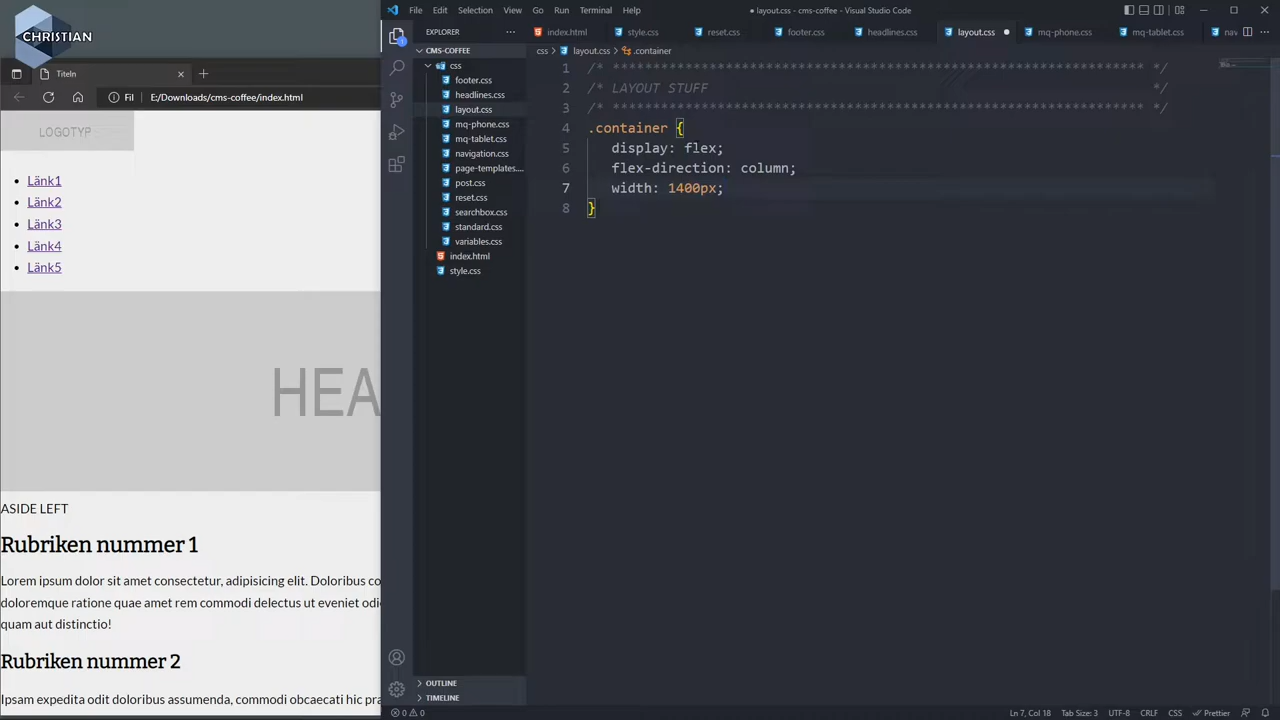 CHRISTIAN
Titeln
Fil
E:/Downloads/cms-coffee/index.html
LOGOTYP
Länk1
Länk2
Länk3
Länk4
Länk5
HEA
ASIDE LEFT
Rubriken nummer 1
Lorem ipsum dolor sit amet consectetur, adipisicing elit. Doloribus co
doloremque ratione quae amet rem commodi delectus ut eveniet odi
quam aut distinctio!
Rubriken nummer 2
Ipsam expedita odit doloribus assumenda, commodi obcaecati hic pra
File Edit Selection View Go Run Terminal Help
● layout.css - cms-coffee - Visual Studio Code
EXPLORER
index.html style.css reset.css footer.css headlines.css layout.css mq-phone.css mq-tablet.css nav
CMS-COFFEE
css > layout.css > .container
css
footer.css
headlines.css
layout.css
mq-phone.css
mq-tablet.css
navigation.css
page-templates....
post.css
reset.css
searchbox.css
standard.css
variables.css
index.html
style.css
1 /* ****************************************************************** */
2 /* LAYOUT STUFF */
3 /* ****************************************************************** */
4 .container {
5 display: flex;
6 flex-direction: column;
7 width: 1400px;
8 }
OUTLINE
TIMELINE
0 0
Ln 7, Col 18 Tab Size: 3 UTF-8 CRLF CSS Prettier